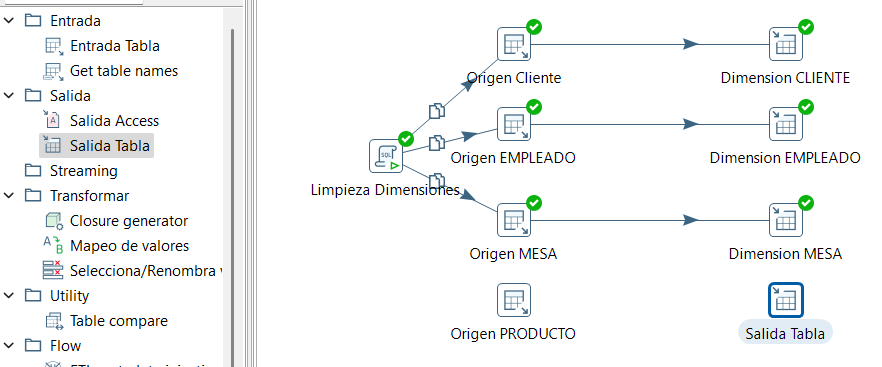 Entrada
Entrada Tabla
Get table names
Salida
Salida Access
Salida Tabla
Streaming
Transformar
Closure generator
Mapeo de valores
Selecciona/Renombra
Utility
Table compare
Flow
Origen Cliente
Dimension CLIENTE
Origen EMPLEADO
Dimension EMPLEADO
SQL
Limpieza Dimensiones
Origen MESA
Dimension MESA
Origen PRODUCTO
Salida Tabla